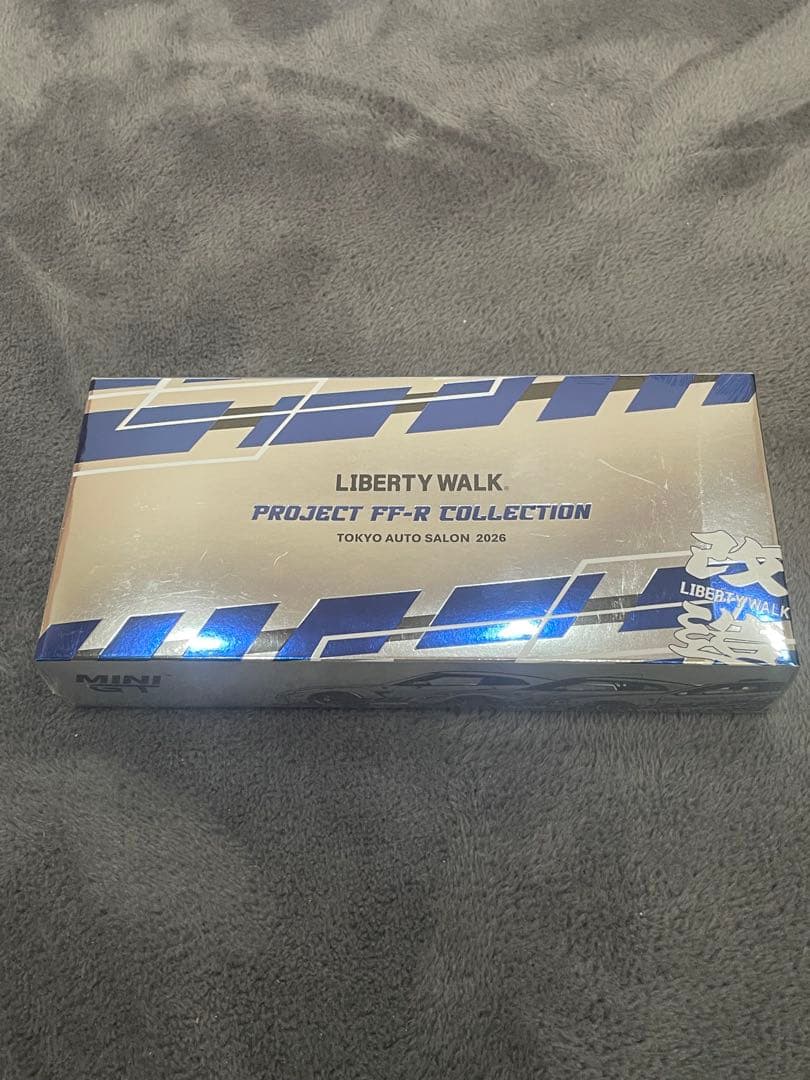 LIBERTY WALK®
PROJECT FF-R COLLECTION
TOKYO AUTO SALON 2026
改
LIBERTY WALK
MINI
GT